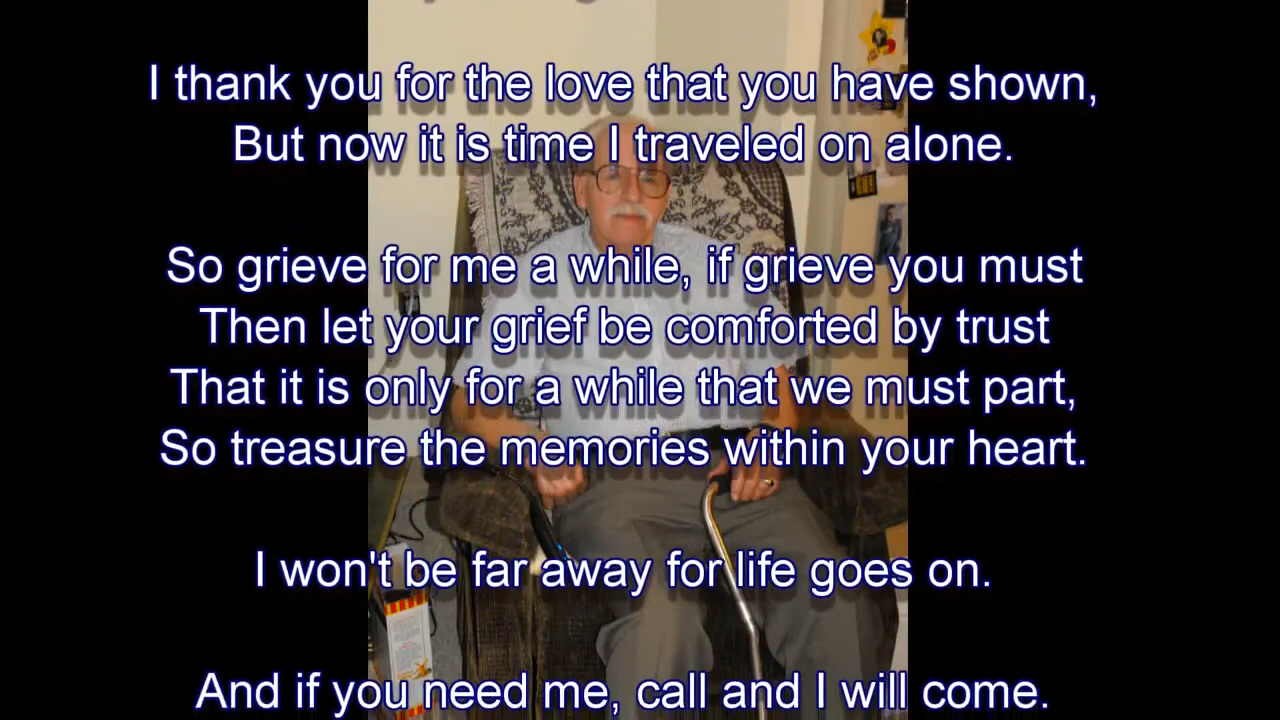 I thank you for the love that you have shown,
But now it is time I traveled on alone.
So grieve for me a while, if grieve you must
Then let your grief be comforted by trust
That it is only for a while that we must part,
So treasure the memories within your heart.
I won't be far away for life goes on.
And if you need me, call and I will come.